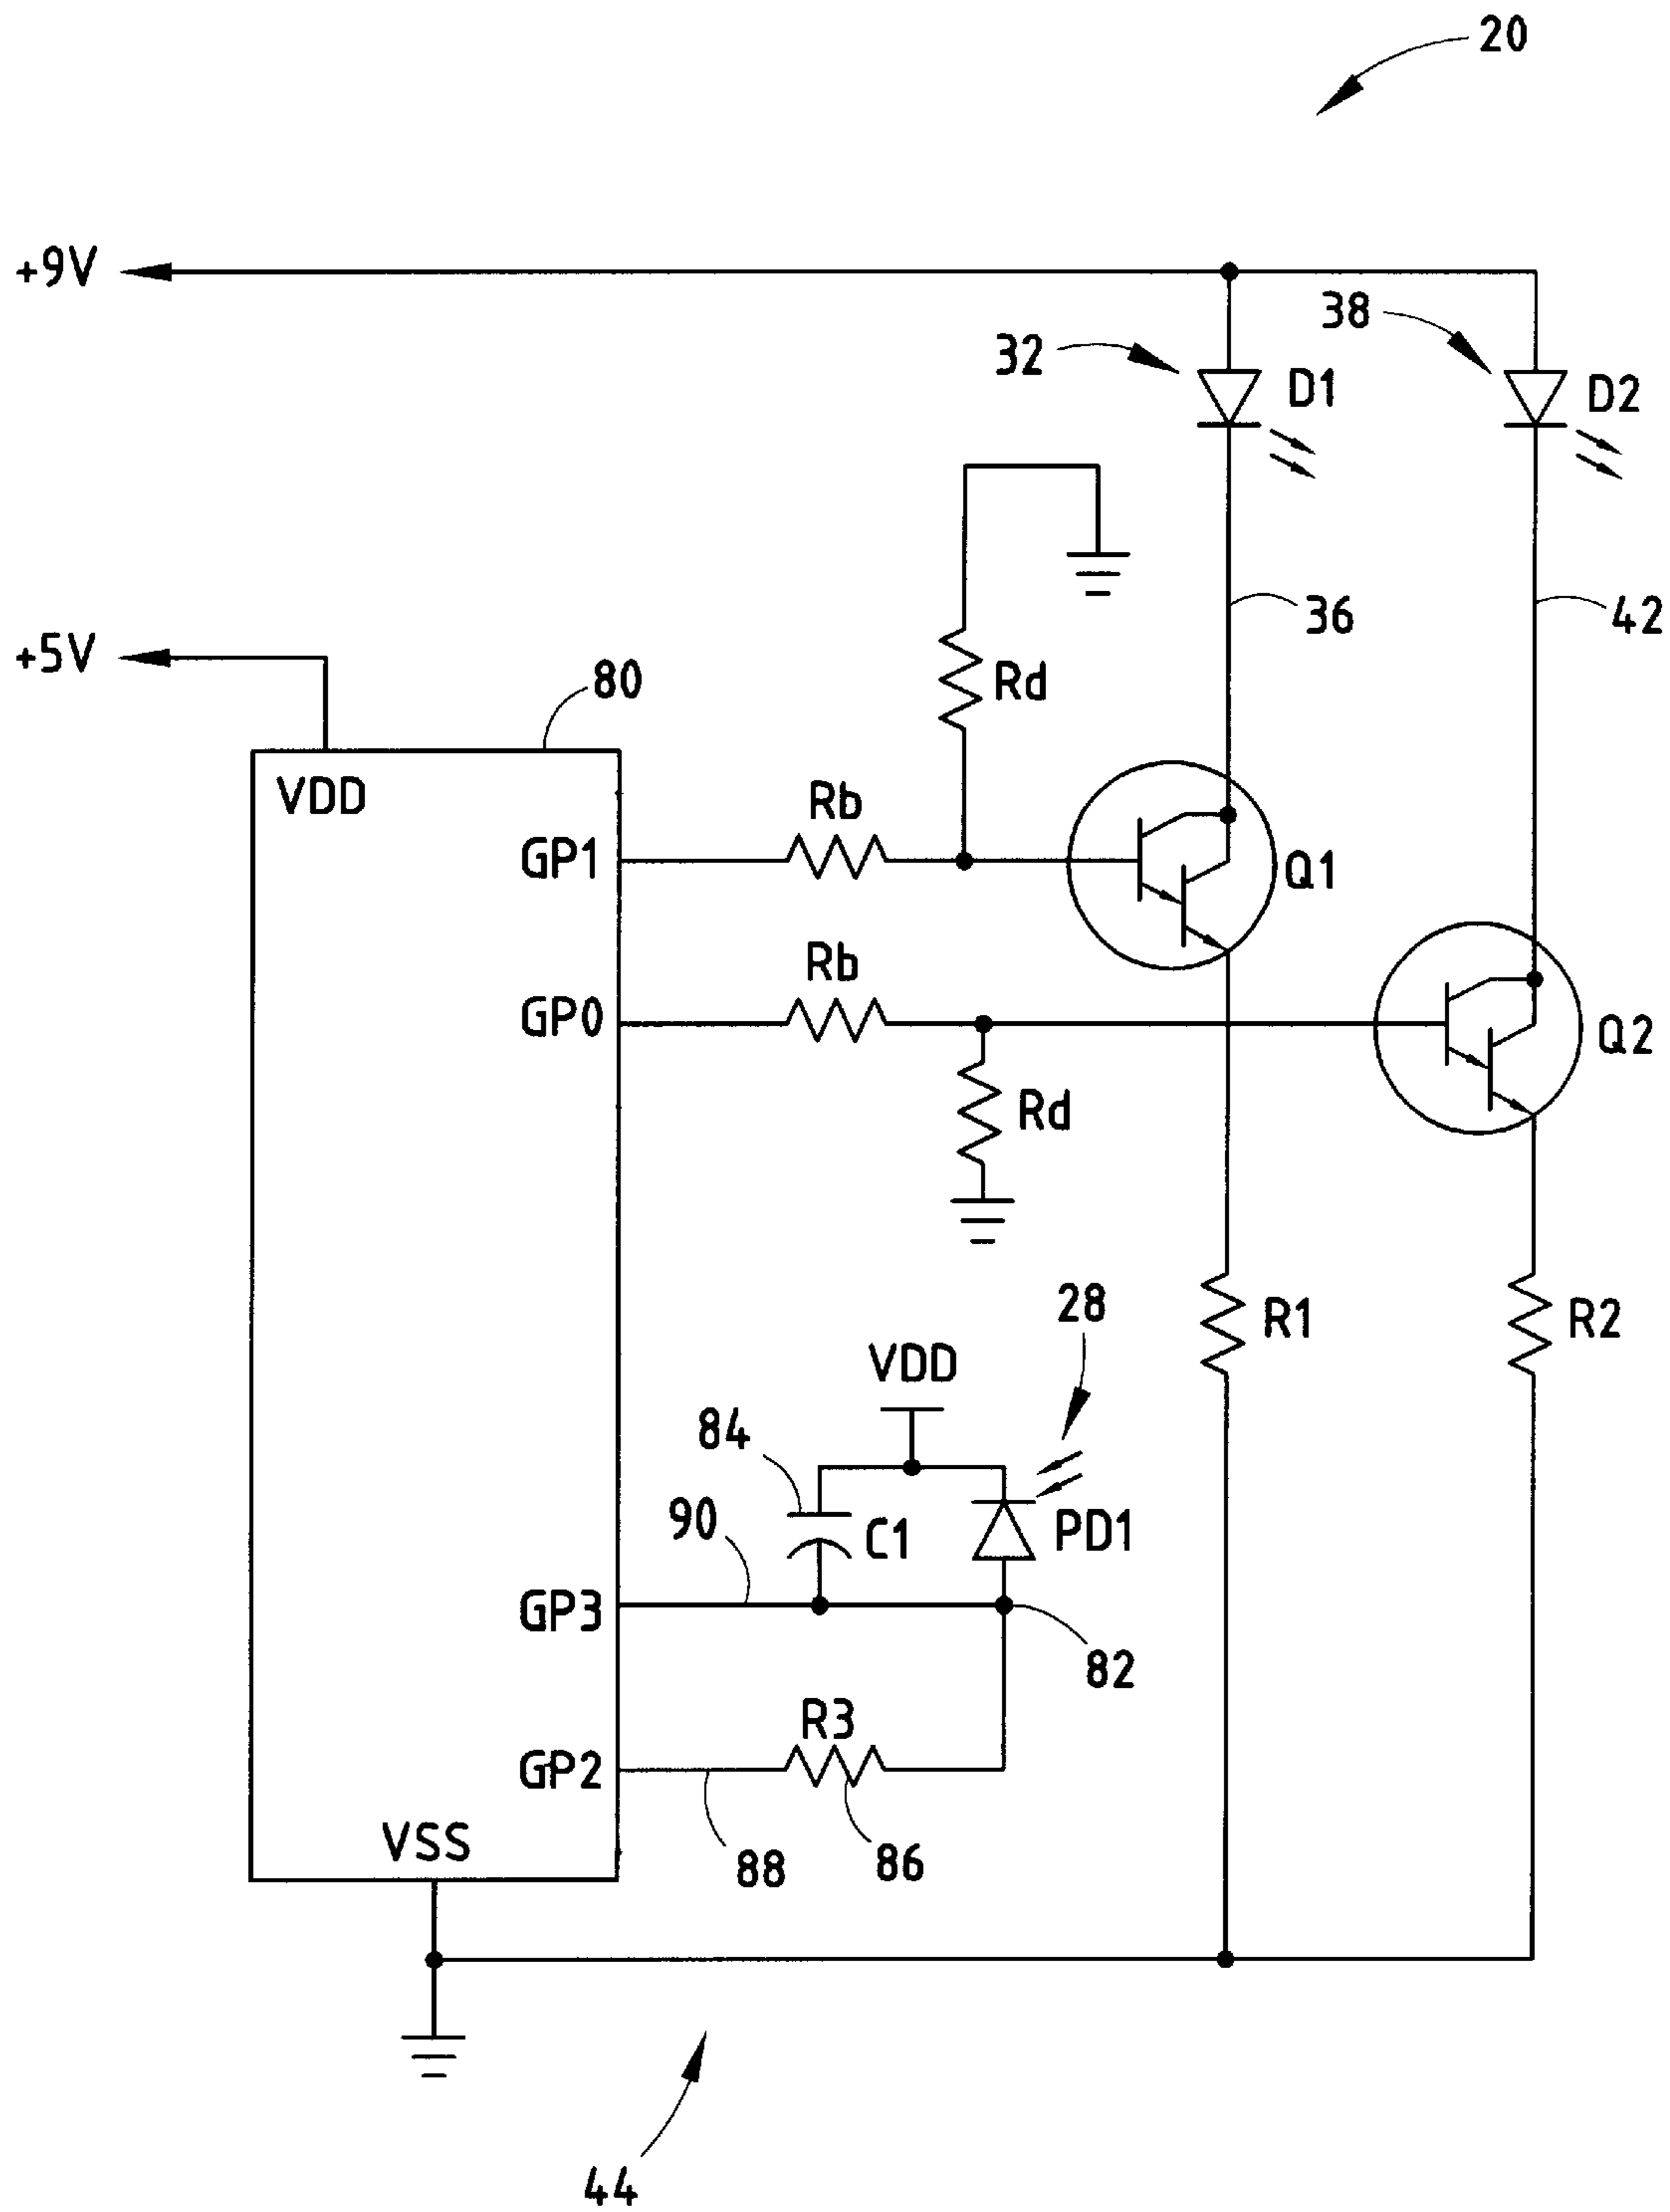 20
+9V
38
32
D1
D2
36
42
+5V
80
Rd
VDD
Rb
GP1
Q1
Rb
GP0
Q2
Rd
28
R1
R2
VDD
84
90
C1
PD1
GP3
82
R3
GP2
VSS
88
86
44